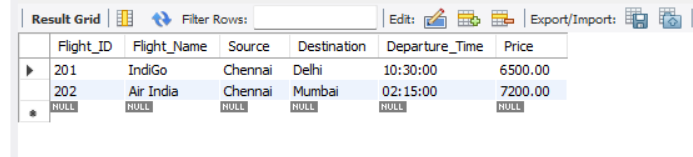 Result Grid Filter Rows: Edit: Export/Import:
Flight_ID Flight_Name Source Destination Departure_Time Price
201 IndiGo Chennai Delhi 10:30:00 6500.00
202 Air India Chennai Mumbai 02:15:00 7200.00
NULL NULL NULL NULL NULL NULL